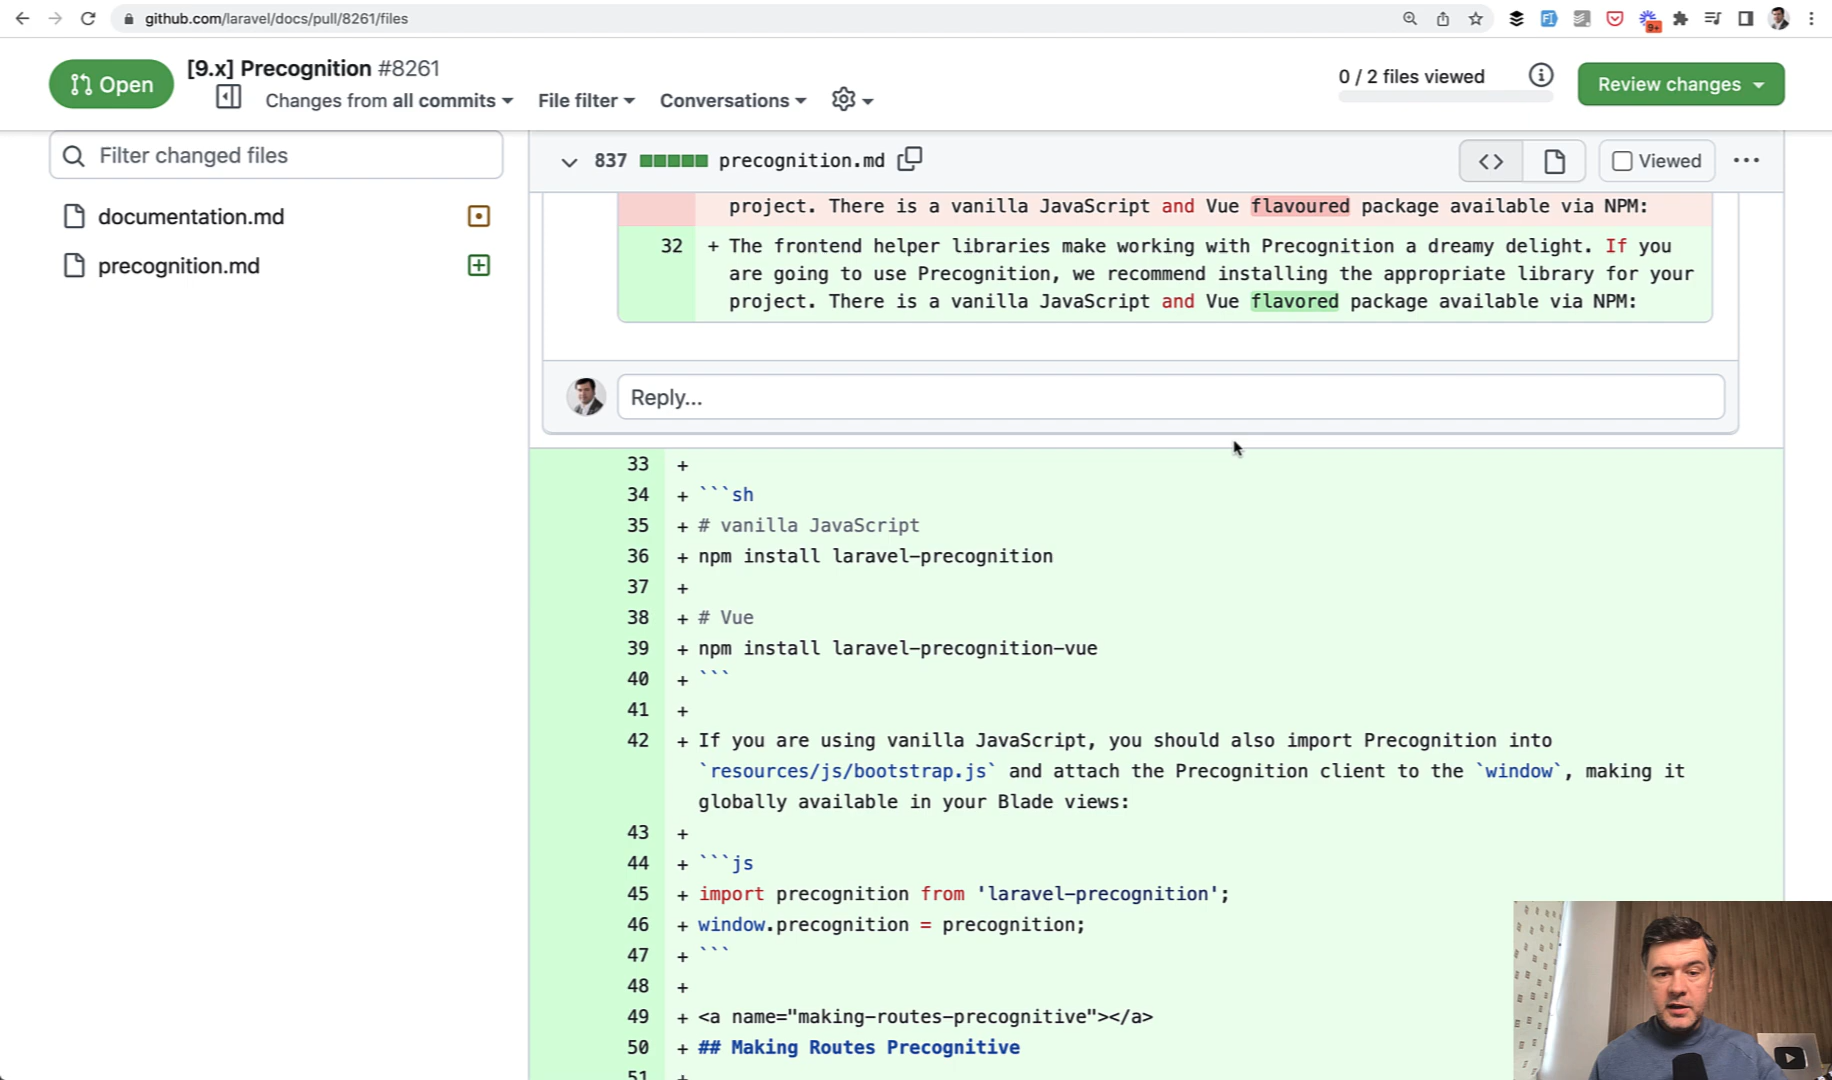 github.com/laravel/docs/pull/8261/files
9+
Open
[9.x] Precognition #8261
Changes from all commits
File filter
Conversations
0 / 2 files viewed
Review changes
Filter changed files
documentation.md
precognition.md
837
precognition.md
Viewed
project. There is a vanilla JavaScript and Vue flavoured package available via NPM:
32 + The frontend helper libraries make working with Precognition a dreamy delight. If you
are going to use Precognition, we recommend installing the appropriate library for your
project. There is a vanilla JavaScript and Vue flavored package available via NPM:
Reply...
33 +
34 + ```sh
35 + # vanilla JavaScript
36 + npm install laravel-precognition
37 +
38 + # Vue
39 + npm install laravel-precognition-vue
40 + ```
41 +
42 + If you are using vanilla JavaScript, you should also import Precognition into
`resources/js/bootstrap.js` and attach the Precognition client to the `window`, making it
globally available in your Blade views:
43 +
44 + ```js
45 + import precognition from 'laravel-precognition';
46 + window.precognition = precognition;
47 + ```
48 +
49 + <a name="making-routes-precognitive"></a>
50 + ## Making Routes Precognitive
51 +